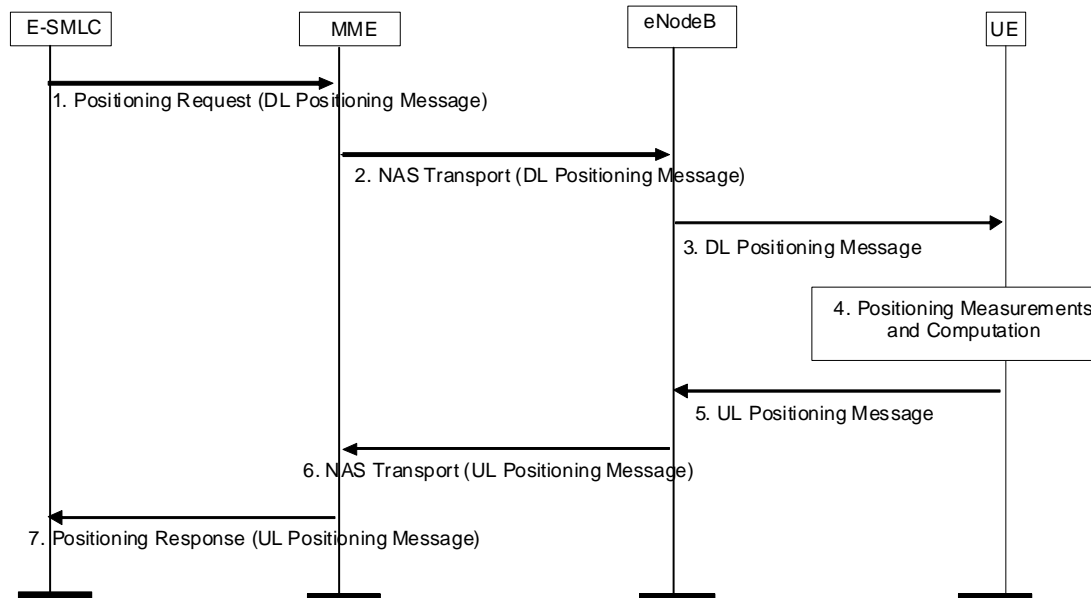 E-SMLC
MME
eNodeB
UE
1. Positioning Request (DL Positioning Message)
2. NAS Transport (DL Positioning Message)
3. DL Positioning Message
4. Positioning Measurements
and Computation
5. UL Positioning Message
6. NAS Transport (UL Positioning Message)
7. Positioning Response (UL Positioning Message)